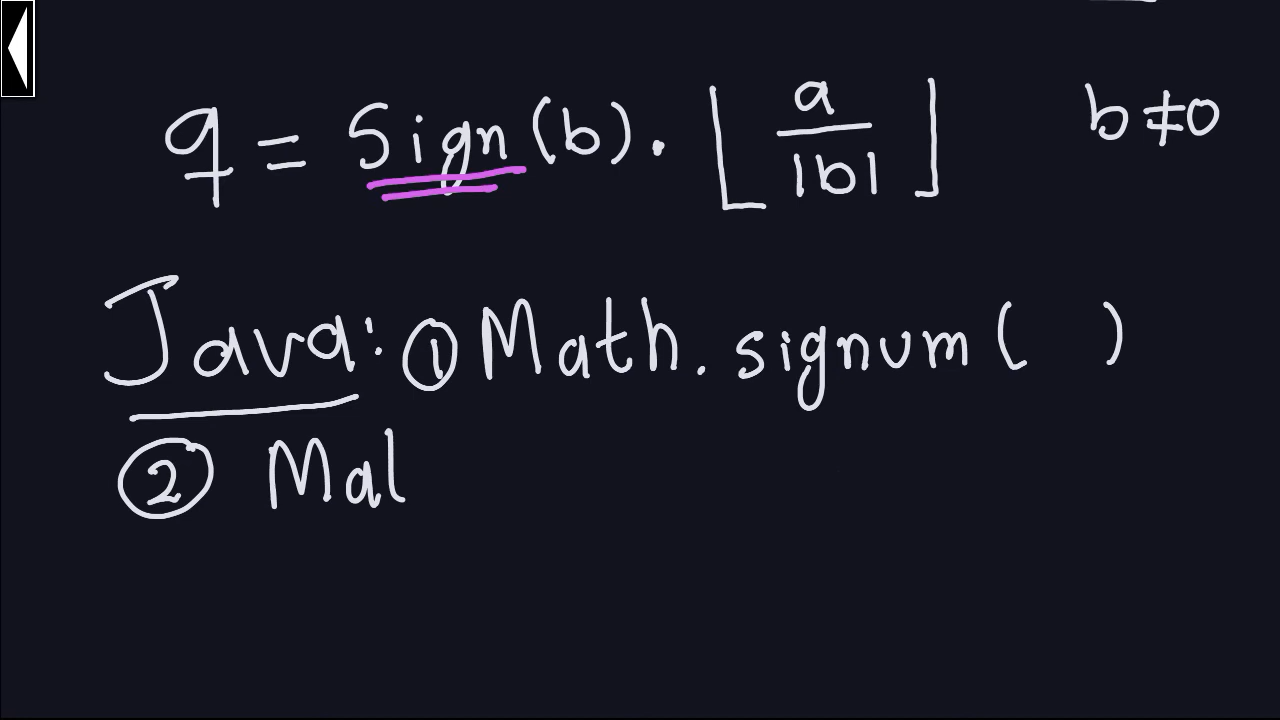 q = Sign(b). ⌊a/|b|⌋ b≠0
Java: ① Math.signum( )
② Mal